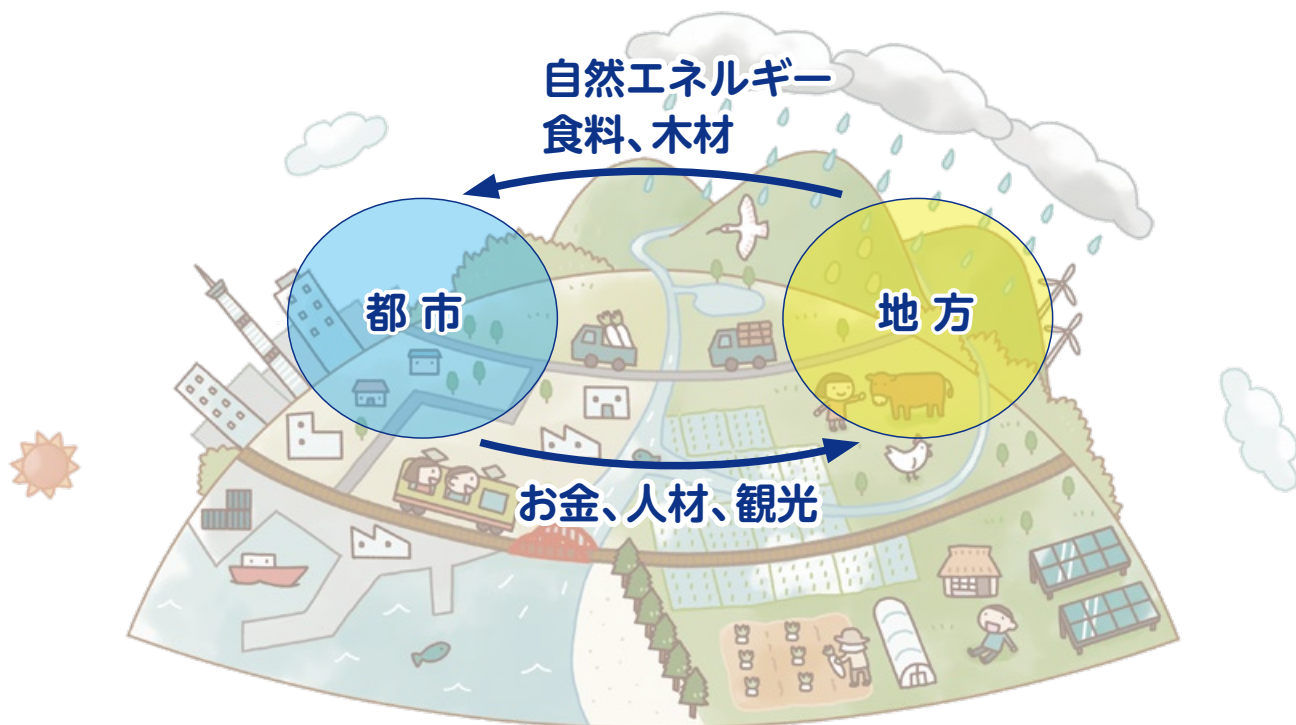 自然エネルギー
食料、木材
都市
地方
お金、人材、観光